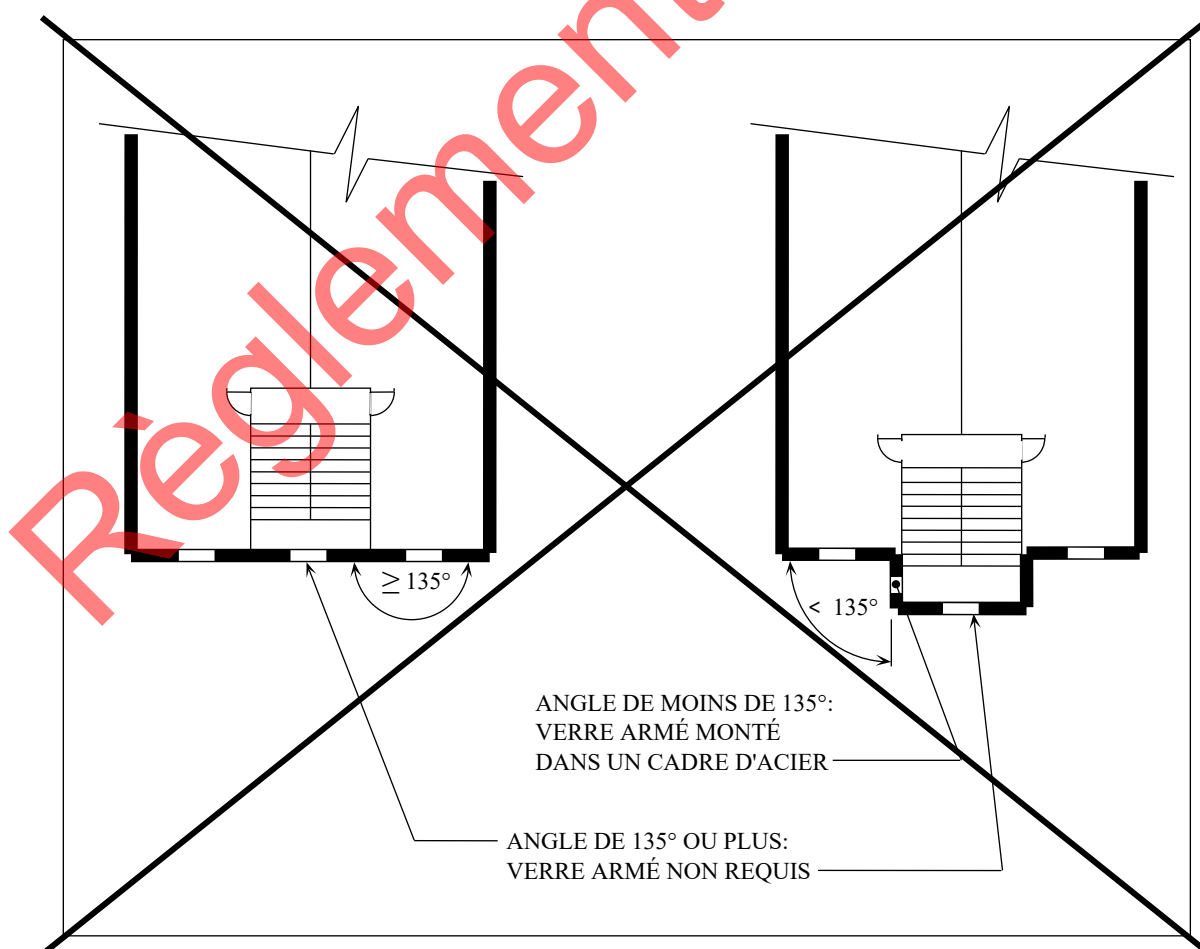 Règlement
≥ 135°
< 135°
ANGLE DE MOINS DE 135°:
VERRE ARMÉ MONTÉ
DANS UN CADRE D'ACIER
ANGLE DE 135° OU PLUS:
VERRE ARMÉ NON REQUIS